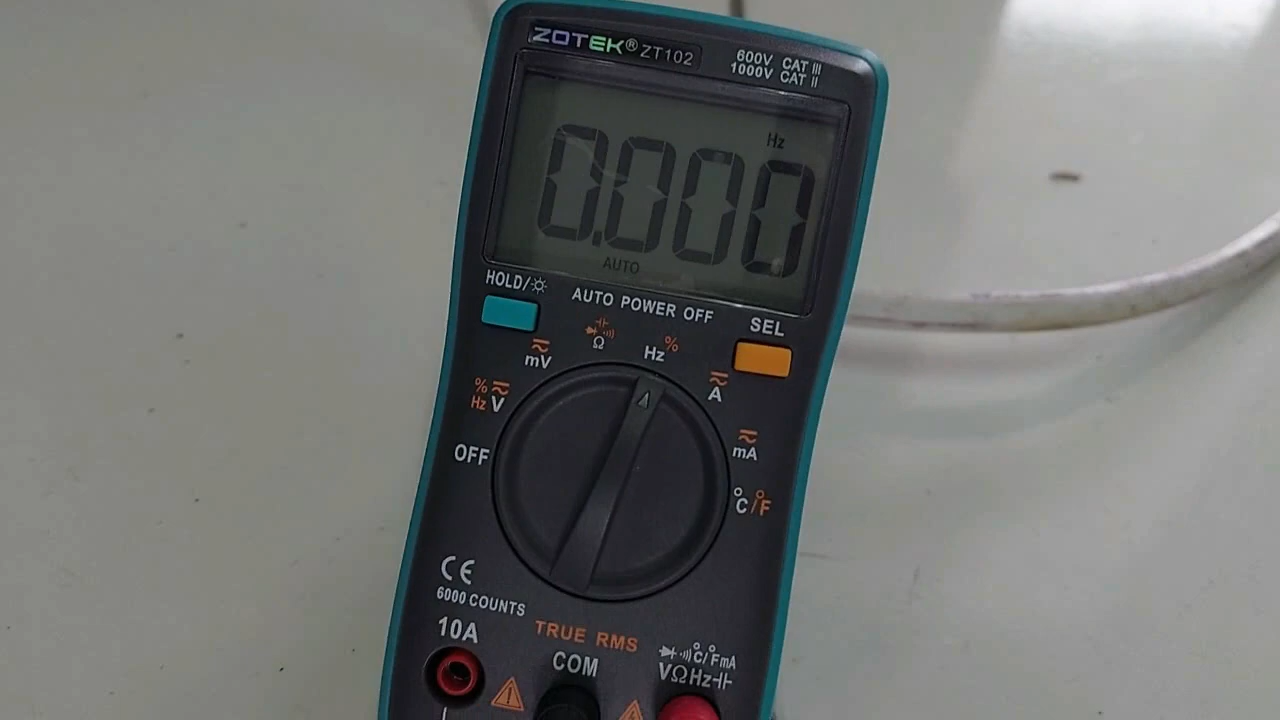 ZOTEK® ZT102
600V CAT III
1000V CAT II
Hz
0.000
AUTO
HOLD/
AUTO POWER OFF
SEL
mV
Ω
Hz %
A
% Hz V
mA
OFF
°C/°F
CE
6000 COUNTS
10A
TRUE RMS
COM
°C/°F mA
VΩHz